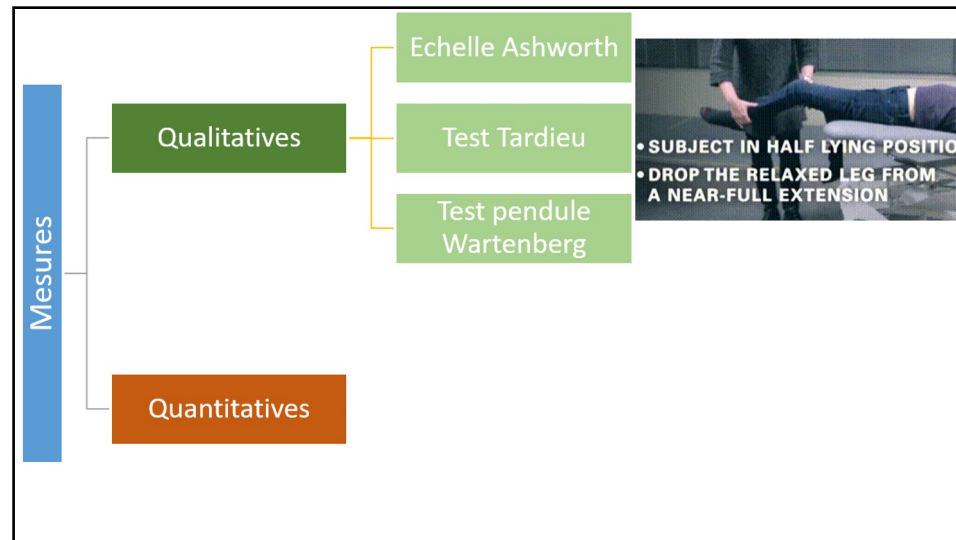 Mesures
Qualitatives
Echelle Ashworth
Test Tardieu
Test pendule
Wartenberg
• SUBJECT IN HALF LYING POSITIO
• DROP THE RELAXED LEG FROM
A NEAR-FULL EXTENSION
Quantitatives